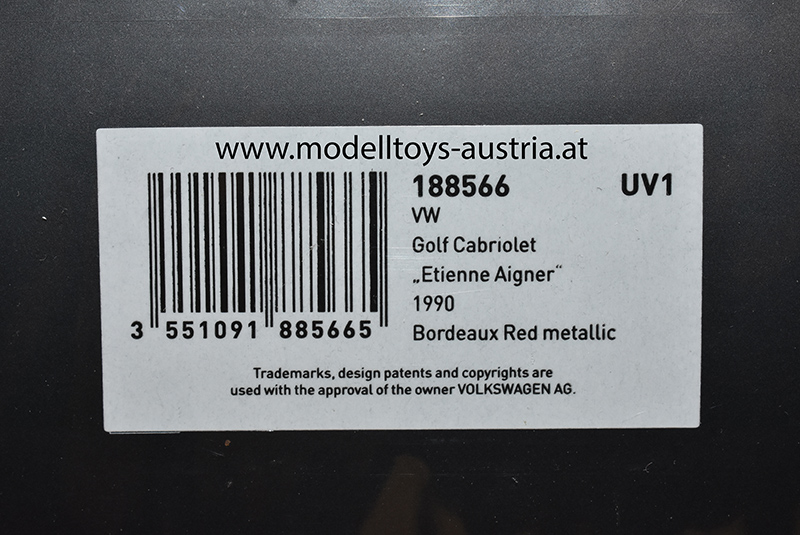 www.modelltoys-austria.at
188566 UV1
VW
Golf Cabriolet
„Etienne Aigner“
1990
Bordeaux Red metallic
3 551091 885665
Trademarks, design patents and copyrights are
used with the approval of the owner VOLKSWAGEN AG.